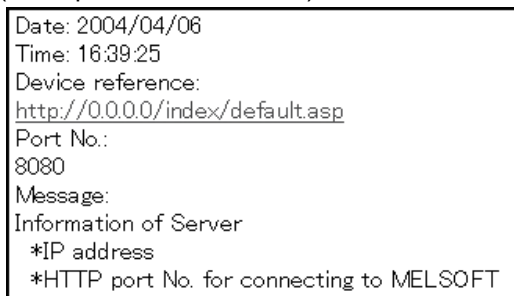 Date: 2004/04/06
Time: 16:39:25
Device reference:
http://0.0.0.0/index/default.asp
Port No.:
8080
Message:
Information of Server
*IP address
*HTTP port No. for connecting to MELSOFT